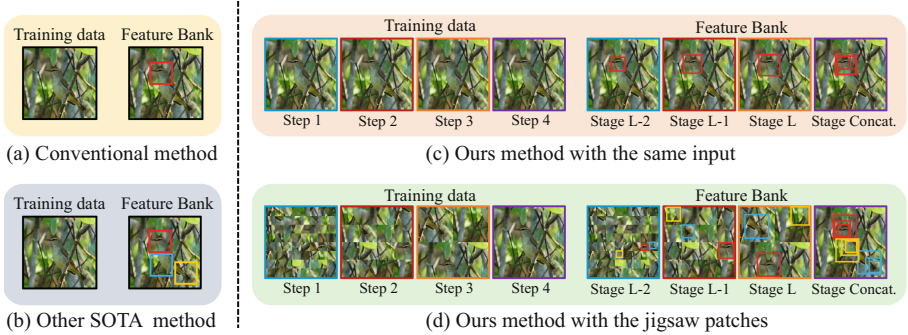 Training data
Feature Bank
(a) Conventional method
Training data
Feature Bank
(b) Other SOTA method
Training data
Feature Bank
Step 1
Step 2
Step 3
Step 4
Stage L-2
Stage L-1
Stage L
Stage Concat.
(c) Ours method with the same input
Training data
Feature Bank
Step 1
Step 2
Step 3
Step 4
Stage L-2
Stage L-1
Stage L
Stage Concat.
(d) Ours method with the jigsaw patches